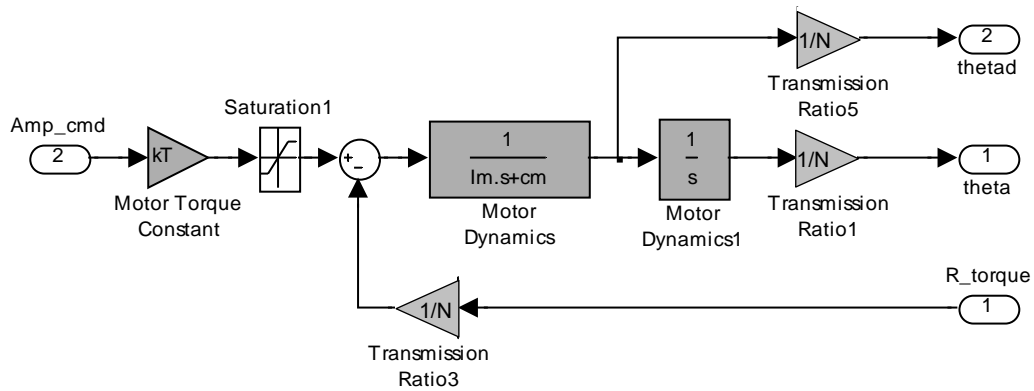 1/N
2
thetad
Transmission
Ratio5
Saturation1
Amp_cmd
2
kT
Motor Torque
Constant
+
−
1
Im.s+cm
Motor
Dynamics
1
s
Motor
Dynamics1
1/N
Transmission
Ratio1
1
theta
R_torque
1
1/N
Transmission
Ratio3